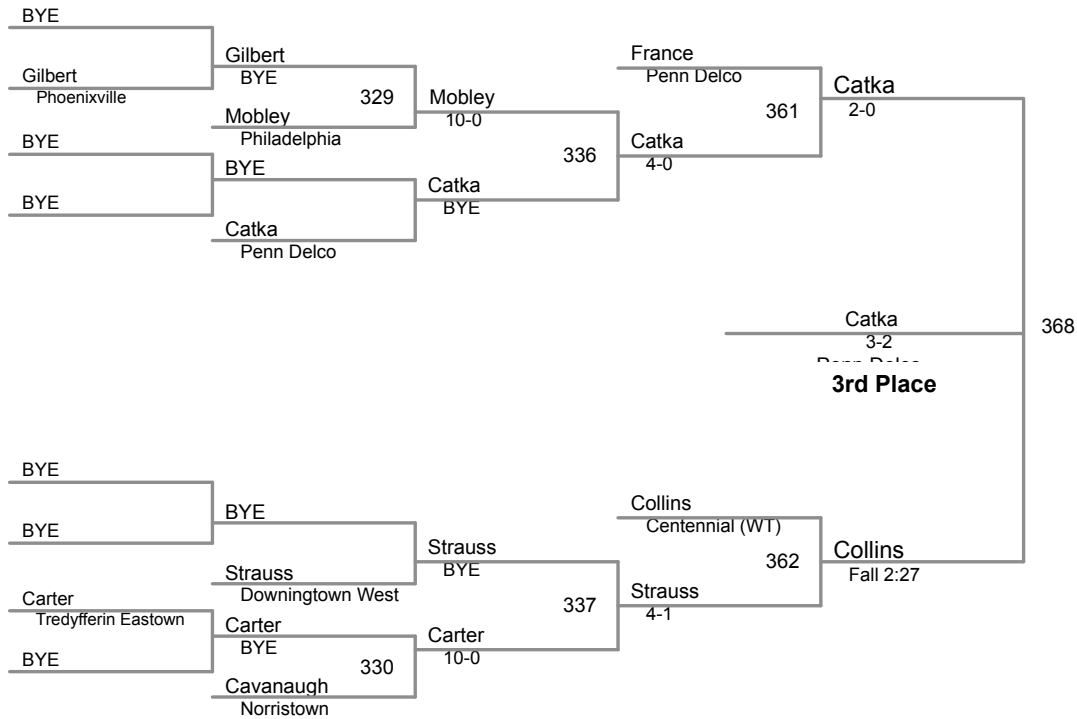 BYE
Gilbert
Phoenixville
BYE
BYE
Gilbert
BYE
329
Mobley
Philadelphia
BYE
Catka
Penn Delco
Mobley
10-0
336
Catka
BYE
France
Penn Delco
361
Catka
4-0
Catka
2-0
Catka
3-2
368
3rd Place
BYE
BYE
Carter
Tredyfferin Eastown
BYE
BYE
Strauss
Downingtown West
Carter
BYE
330
Cavanaugh
Norristown
Strauss
BYE
337
Carter
10-0
Collins
Centennial (WT)
362
Strauss
4-1
Collins
Fall 2:27